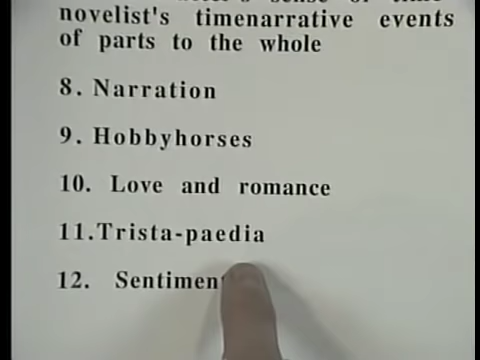 novelist's timenarrative events
of parts to the whole
8. Narration
9. Hobbyhorses
10. Love and romance
11.Trista-paedia
12.